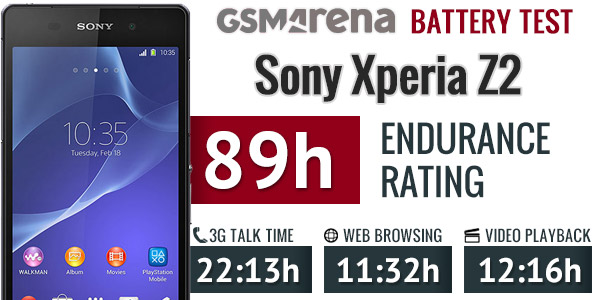 GSMArena BATTERY TEST
Sony Xperia Z2
89h
ENDURANCE
RATING
3G TALK TIME
22:13h
WEB BROWSING
11:32h
VIDEO PLAYBACK
12:16h
SONY
10:35
10:35
Tuesday, Feb 18
WALKMAN
Album
Movies
PlayStation
Mobile